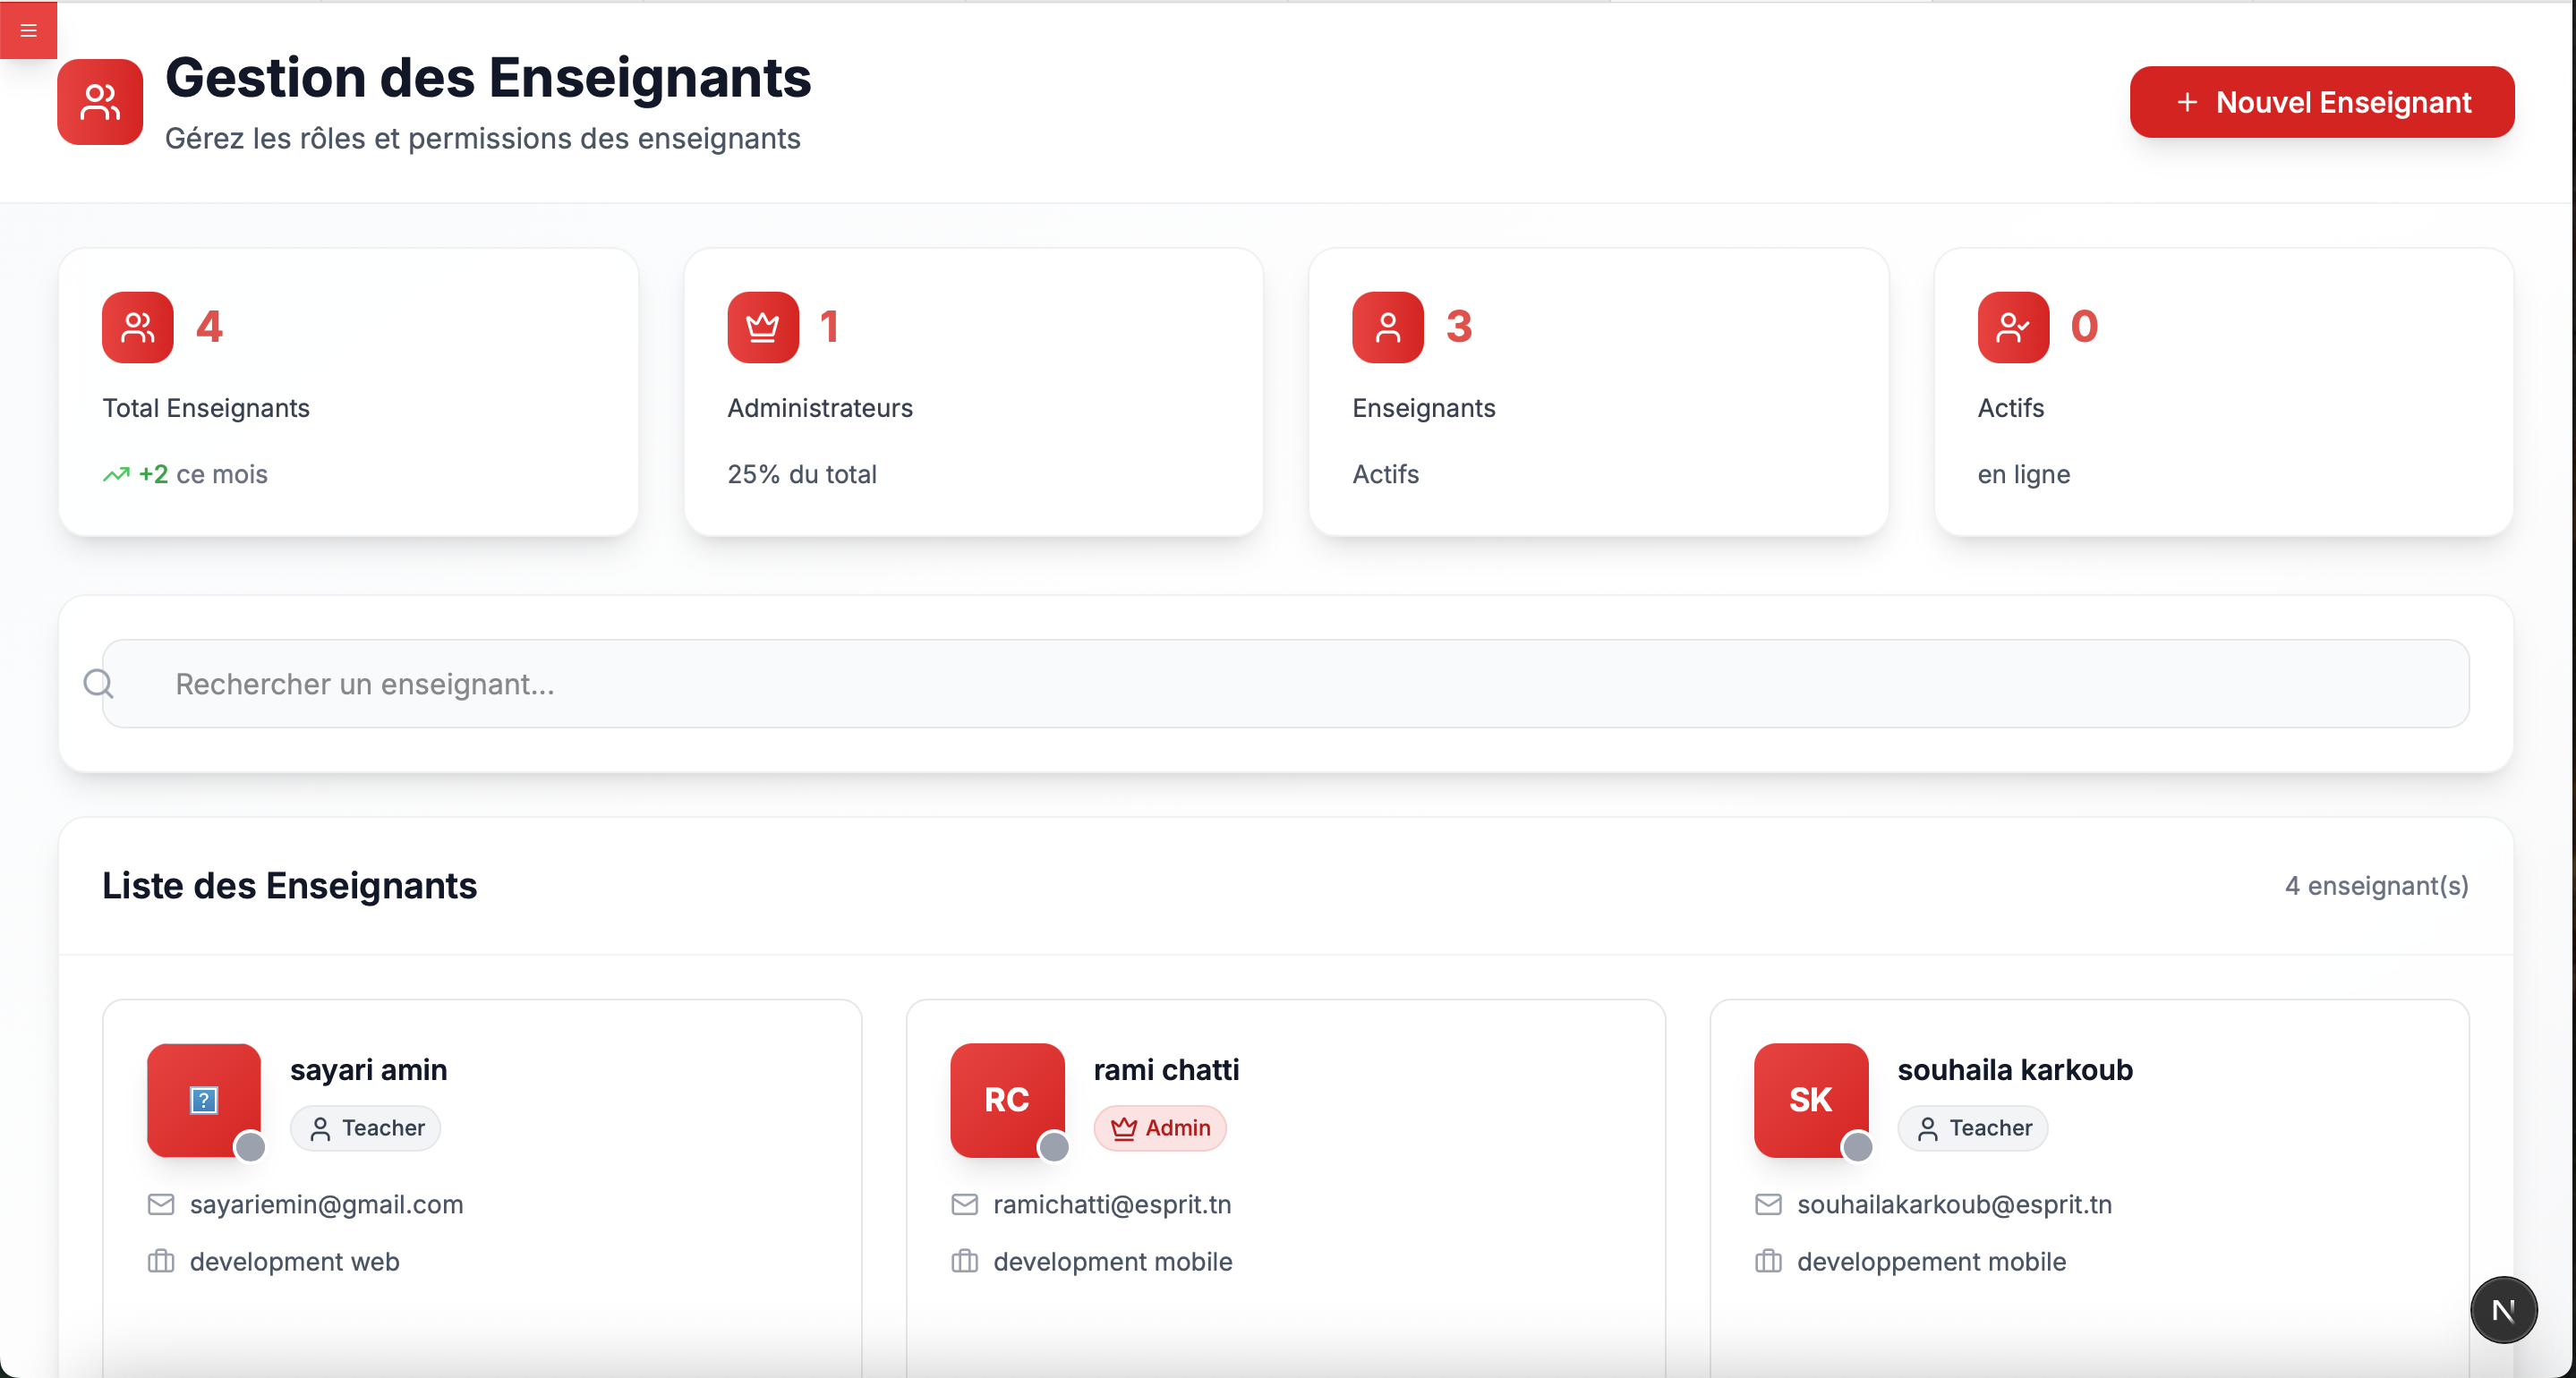 Gestion des Enseignants
Gérez les rôles et permissions des enseignants
+ Nouvel Enseignant
4
Total Enseignants
+2 ce mois
1
Administrateurs
25% du total
3
Enseignants
Actifs
0
Actifs
en ligne
Rechercher un enseignant...
Liste des Enseignants
4 enseignant(s)
?
sayari amin
Teacher
sayariemin@gmail.com
development web
RC
rami chatti
Admin
ramichatti@esprit.tn
development mobile
SK
souhaila karkoub
Teacher
souhailakarkoub@esprit.tn
developpement mobile
N